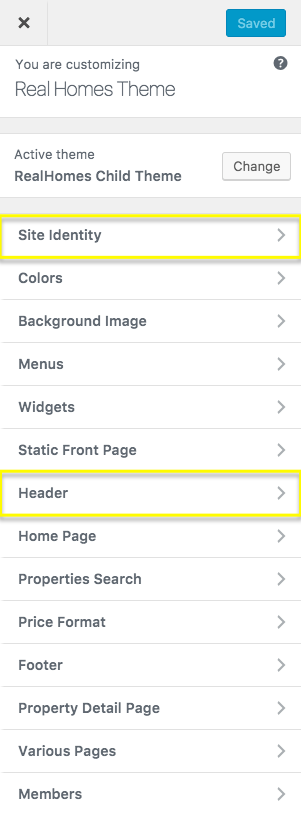 Saved
You are customizing
Real Homes Theme
Active theme
RealHomes Child Theme
Change
Site Identity
Colors
Background Image
Menus
Widgets
Static Front Page
Header
Home Page
Properties Search
Price Format
Footer
Property Detail Page
Various Pages
Members